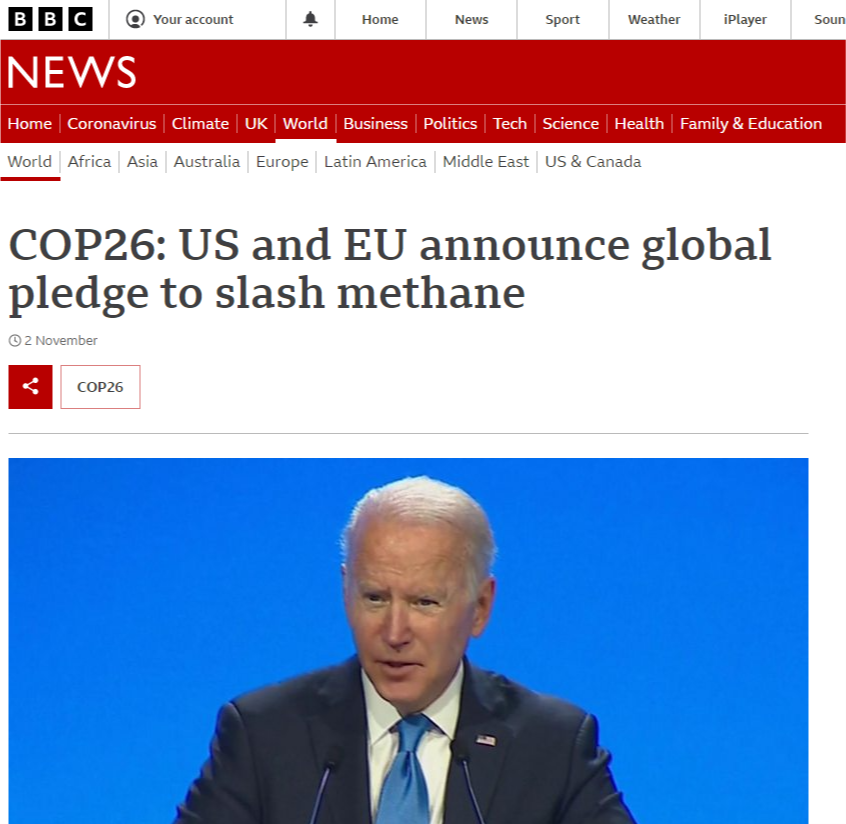 BBC Your account Home News Sport Weather iPlayer Soun
NEWS
Home Coronavirus Climate UK World Business Politics Tech Science Health Family & Education
World Africa Asia Australia Europe Latin America Middle East US & Canada
COP26: US and EU announce global
pledge to slash methane
2 November
COP26